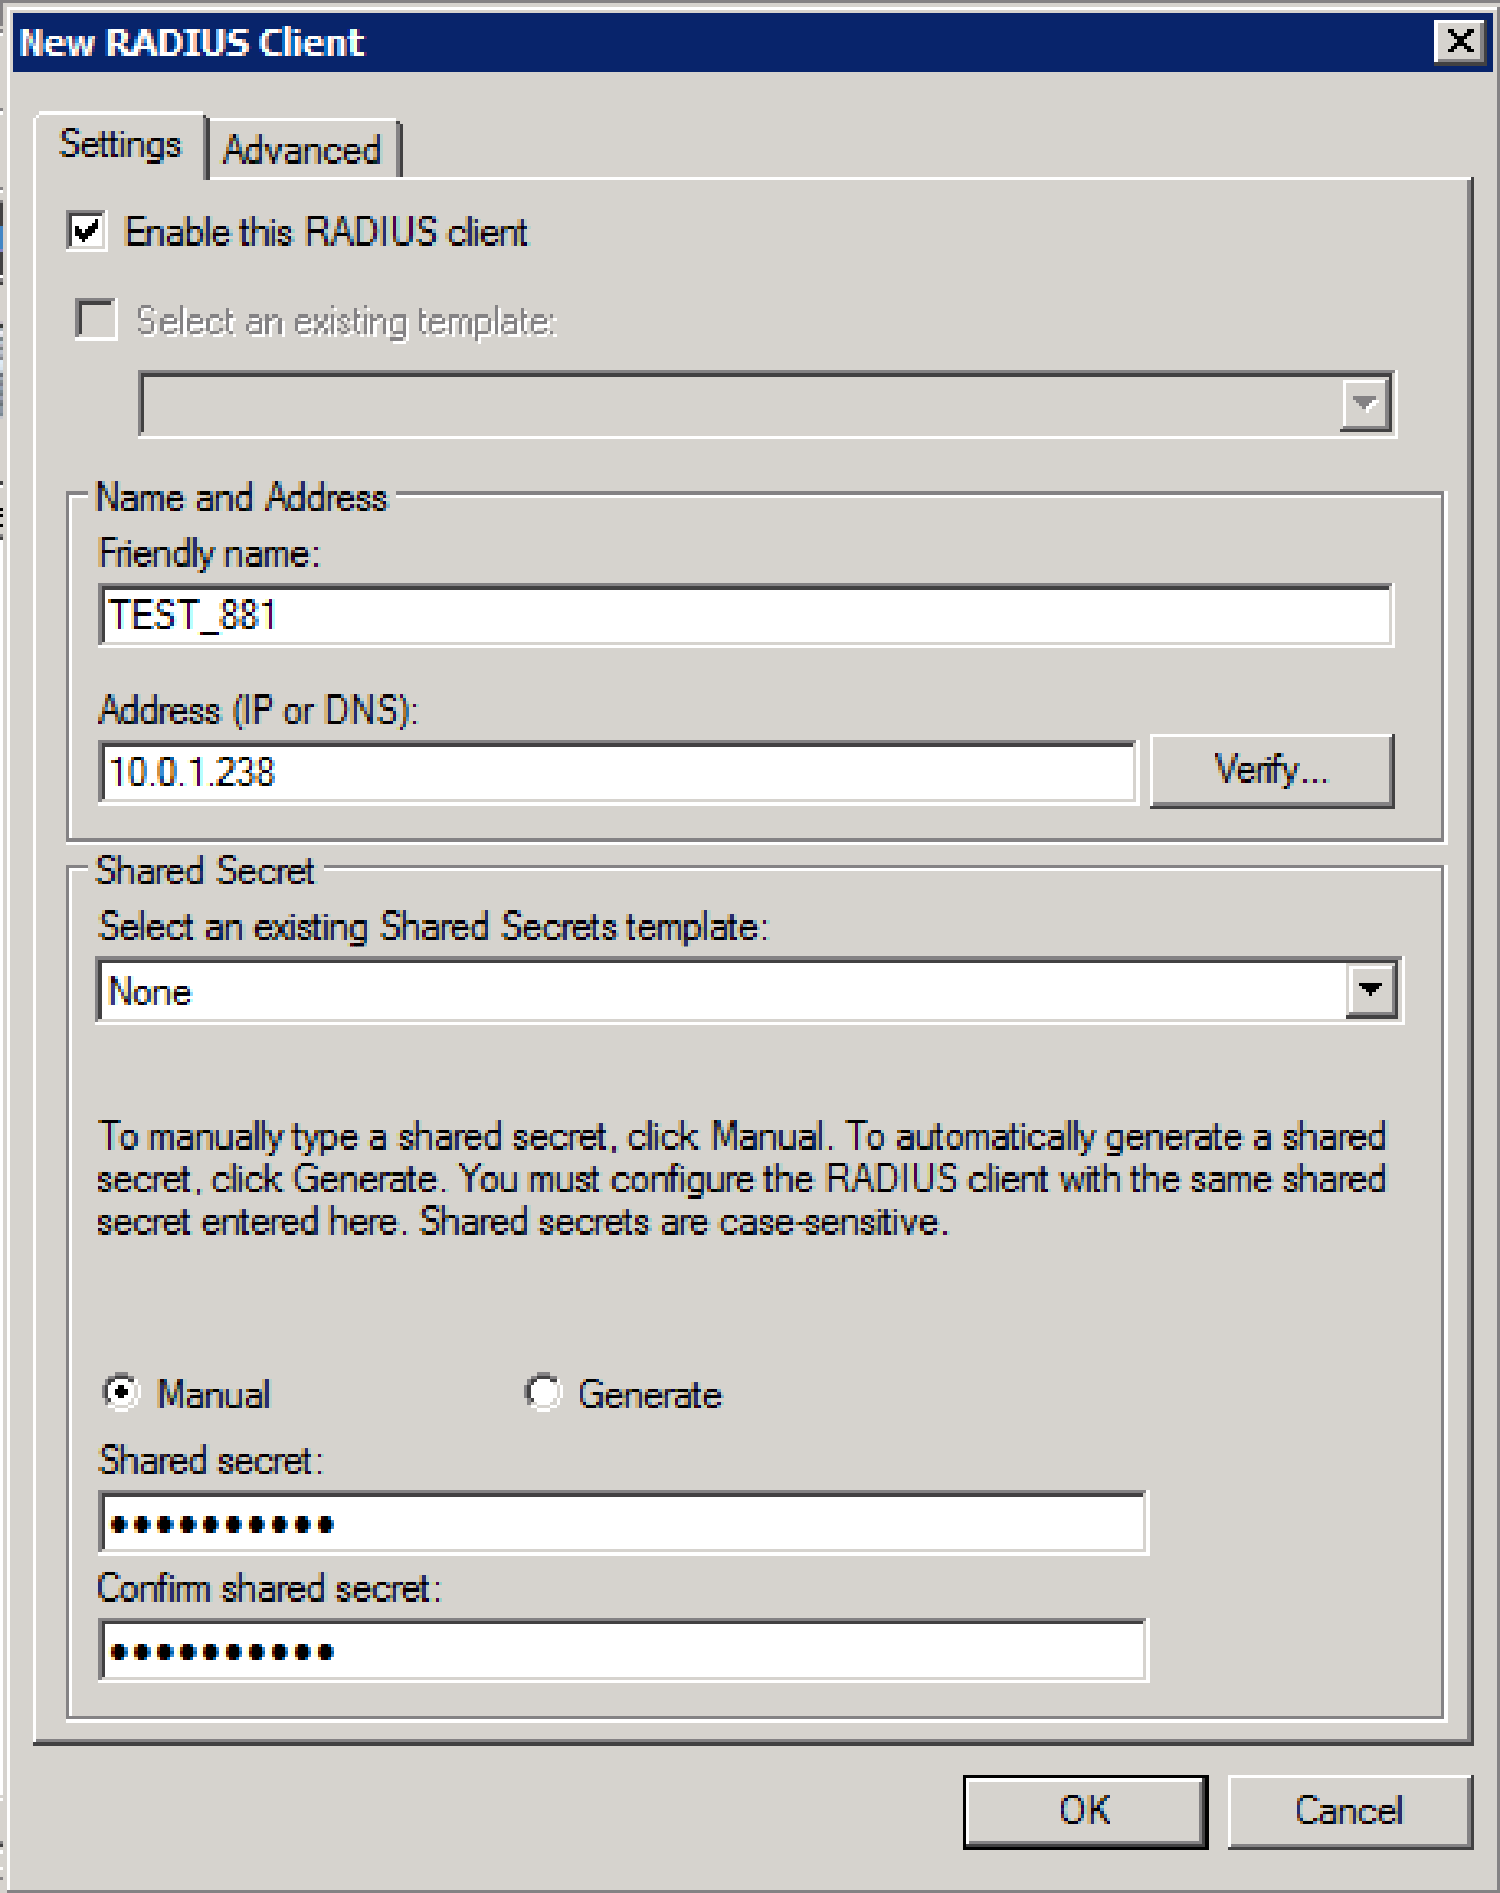 New RADIUS Client
Settings
Advanced
Enable this RADIUS client
Select an existing template:
Name and Address
Friendly name:
TEST_881
Address (IP or DNS):
10.0.1.238
Verify...
Shared Secret
Select an existing Shared Secrets template:
None
To manually type a shared secret, click Manual. To automatically generate a shared
secret, click Generate. You must configure the RADIUS client with the same shared
secret entered here. Shared secrets are case-sensitive.
Manual
Generate
Shared secret:
●●●●●●●●●●
Confirm shared secret:
●●●●●●●●●●
OK
Cancel